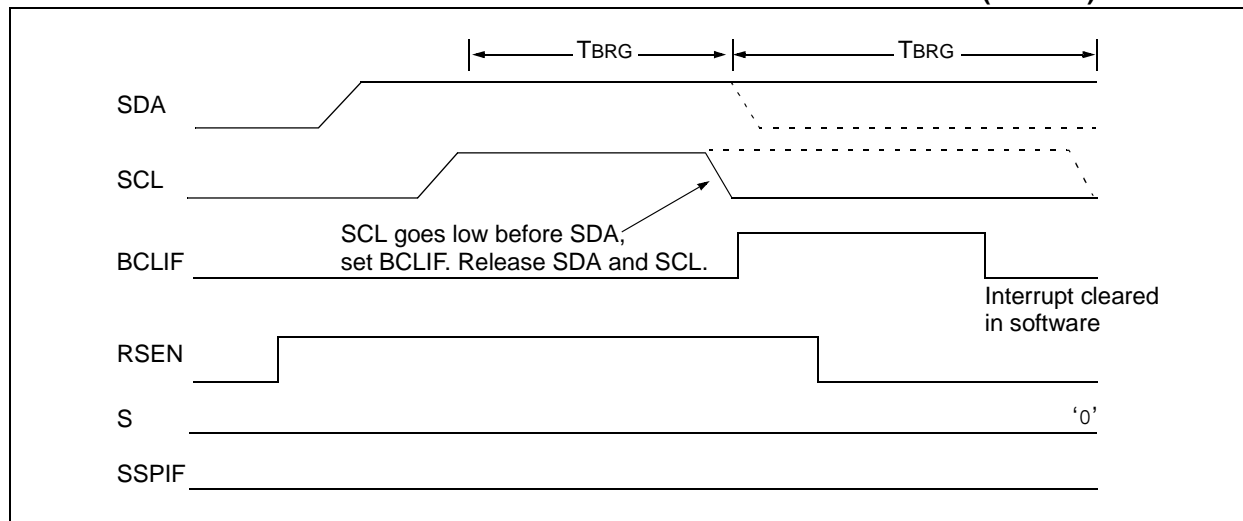 TBRG TBRG
SDA
SCL
SCL goes low before SDA,
set BCLIF. Release SDA and SCL.
BCLIF
Interrupt cleared
in software
RSEN
S ‘0’
SSPIF